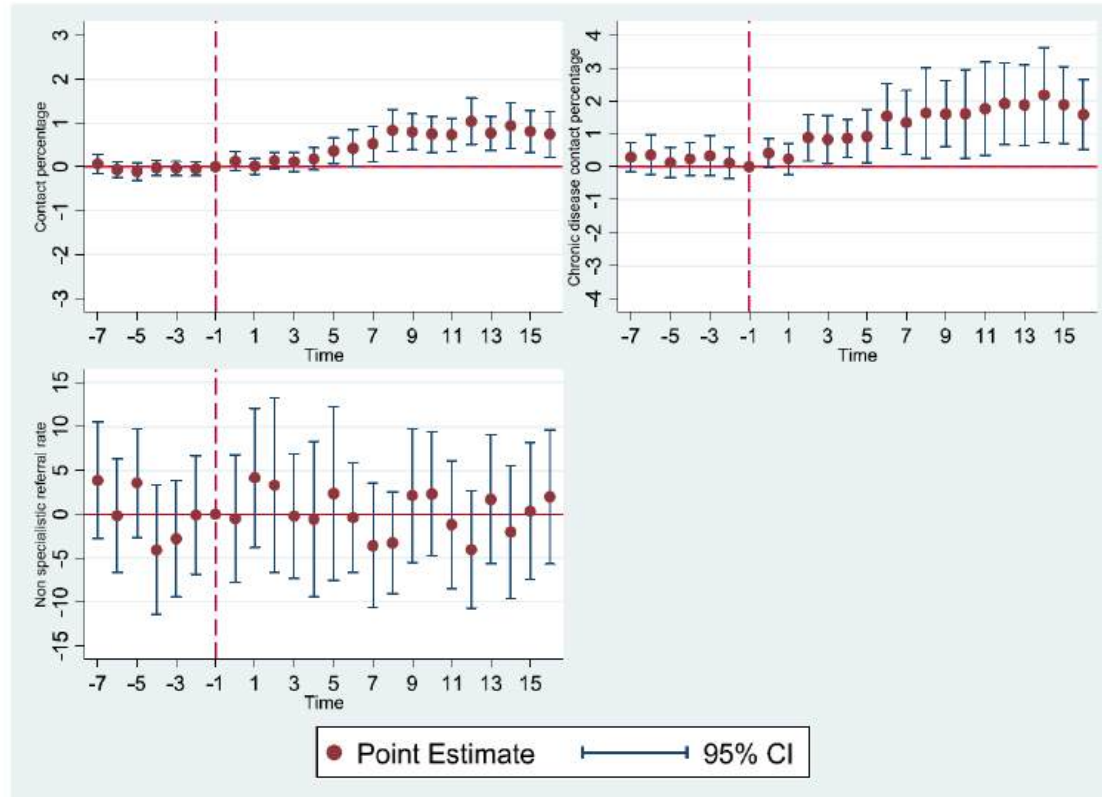 Contact percentage
3
2
1
0
-1
-2
-3
-7 -5 -3 -1 1 3 5 7 9 11 13 15
Time
Chronic disease contact percentage
4
3
2
1
0
-1
-2
-3
-4
-7 -5 -3 -1 1 3 5 7 9 11 13 15
Time
Non specialistic referral rate
15
10
5
0
-5
-10
-15
-7 -5 -3 -1 1 3 5 7 9 11 13 15
Time
Point Estimate 95% CI